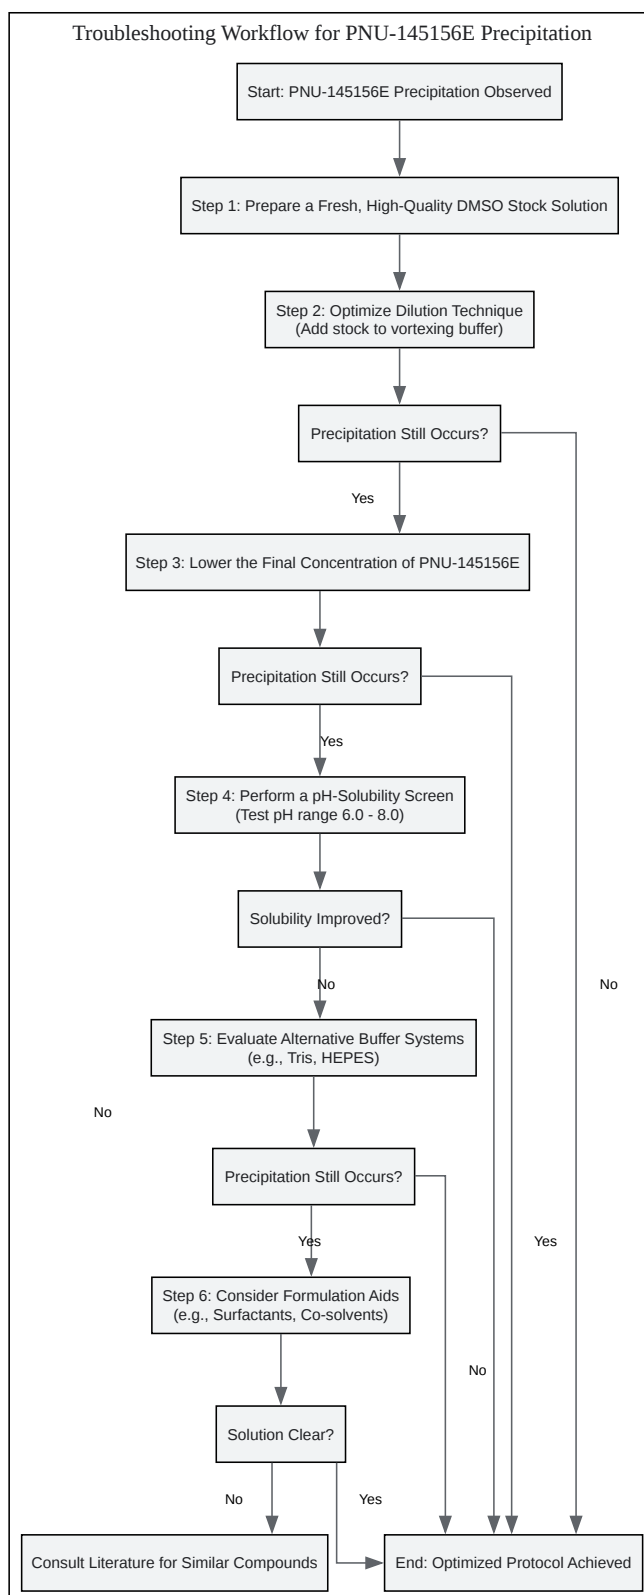 Troubleshooting Workflow for PNU-145156E Precipitation
Start: PNU-145156E Precipitation Observed
Step 1: Prepare a Fresh, High-Quality DMSO Stock Solution
Step 2: Optimize Dilution Technique
(Add stock to vortexing buffer)
Precipitation Still Occurs?
Yes
Step 3: Lower the Final Concentration of PNU-145156E
Precipitation Still Occurs?
Yes
Step 4: Perform a pH-Solubility Screen
(Test pH range 6.0 - 8.0)
Solubility Improved?
No
No
Step 5: Evaluate Alternative Buffer Systems
(e.g., Tris, HEPES)
No
Precipitation Still Occurs?
Yes
Yes
Step 6: Consider Formulation Aids
(e.g., Surfactants, Co-solvents)
No
Solution Clear?
No
Yes
Consult Literature for Similar Compounds
End: Optimized Protocol Achieved